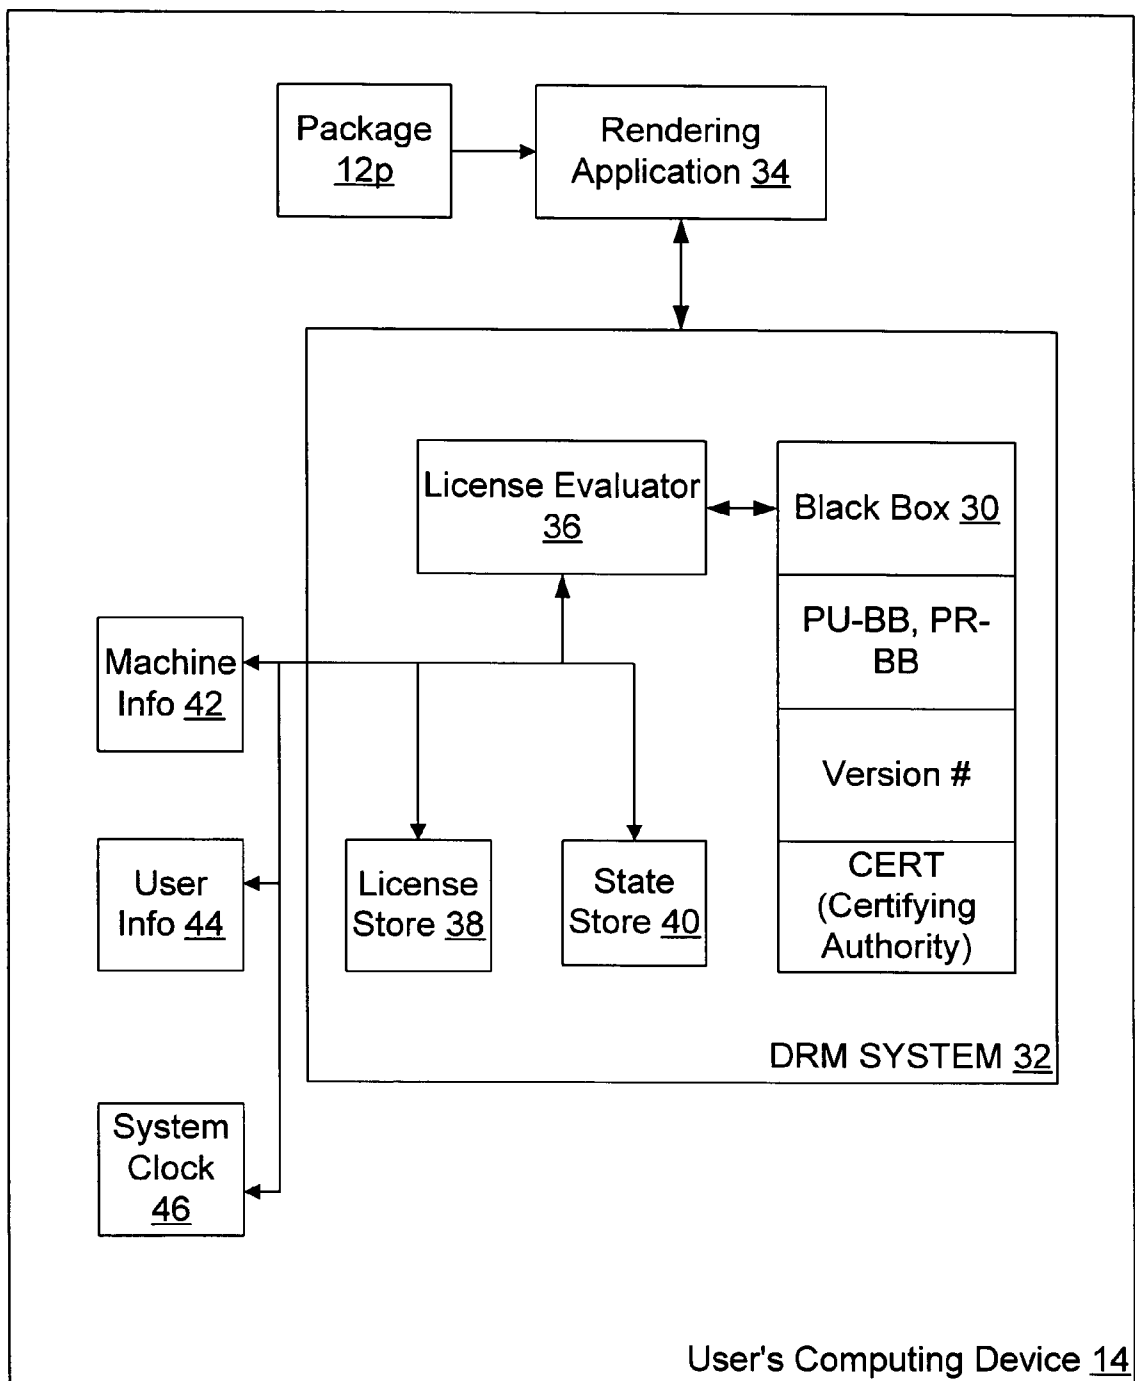 Package
12p
Rendering
Application 34
License Evaluator
36
Black Box 30
PU-BB, PR-
BB
Version #
CERT
(Certifying
Authority)
Machine
Info 42
User
Info 44
License
Store 38
State
Store 40
DRM SYSTEM 32
System
Clock
46
User's Computing Device 14